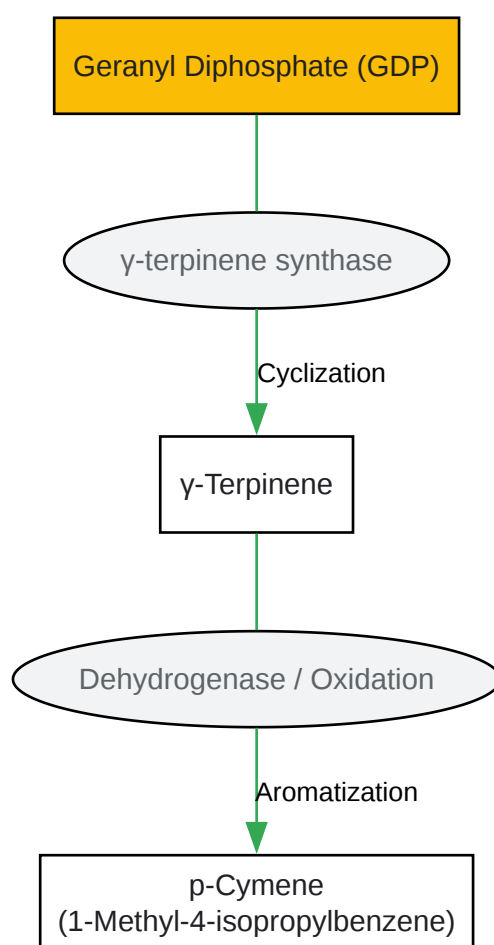 Geranyl Diphosphate (GDP)
γ-terpinene synthase
Cyclization
γ-Terpinene
Dehydrogenase / Oxidation
Aromatization
p-Cymene
(1-Methyl-4-isopropylbenzene)